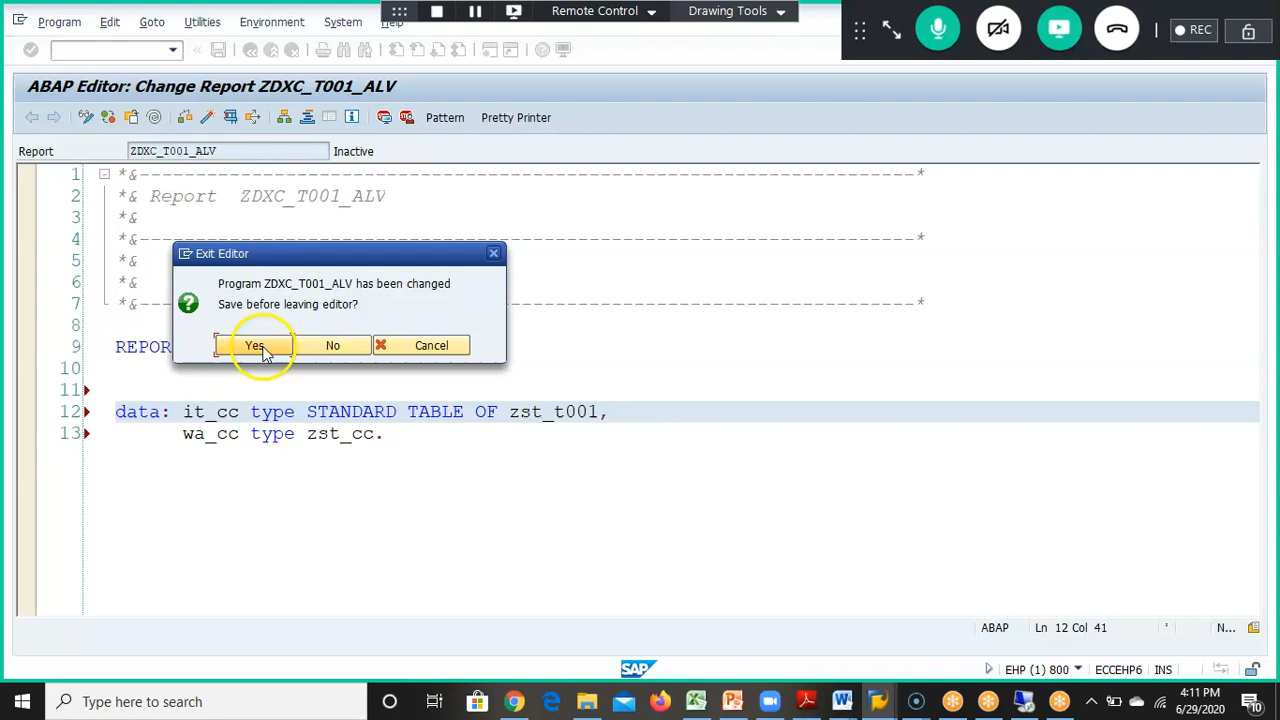 Program Edit Goto Utilities Environment System Help
Remote Control Drawing Tools
REC
ABAP Editor: Change Report ZDXC_T001_ALV
Pattern Pretty Printer
Report ZDXC_T001_ALV Inactive
1 *&---------------------------------------------------------------------*
2 *& Report ZDXC_T001_ALV
3 *&
4 *&---------------------------------------------------------------------*
5 *&
6 *&
7 *&---------------------------------------------------------------------*
Exit Editor
Program ZDXC_T001_ALV has been changed
Save before leaving editor?
Yes No Cancel
8
9 REPOR
10
11
12 data: it_cc type STANDARD TABLE OF zst_t001,
13 wa_cc type zst_cc.
ABAP Ln 12 Col 41 N...
SAP
EHP (1) 800 ECCEHP6 INS
Type here to search
4:11 PM
6/29/2020
10